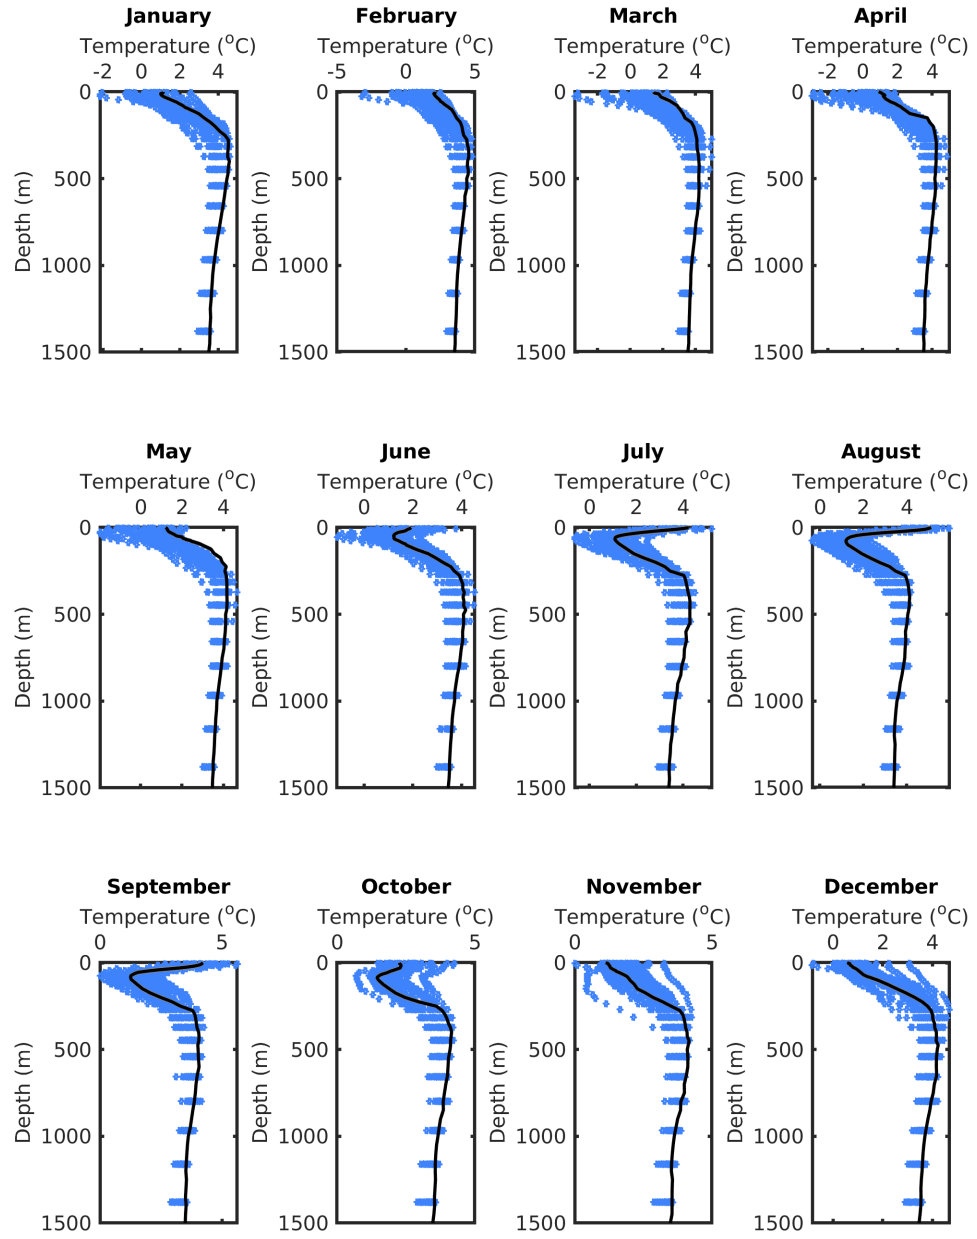 January February March April
Temperature (°C) Temperature (°C) Temperature (°C) Temperature (°C)
-2 0 2 4 -5 0 5 -2 0 2 4 -2 0 2 4
0 0 0 0
500 500 500 500
1000 1000 1000 1000
1500 1500 1500 1500
Depth (m) Depth (m) Depth (m) Depth (m)
May June July August
Temperature (°C) Temperature (°C) Temperature (°C) Temperature (°C)
0 2 4 0 2 4 0 2 4 0 2 4
0 0 0 0
500 500 500 500
1000 1000 1000 1000
1500 1500 1500 1500
Depth (m) Depth (m) Depth (m) Depth (m)
September October November December
Temperature (°C) Temperature (°C) Temperature (°C) Temperature (°C)
0 5 0 5 0 5 0 2 4
0 0 0 0
500 500 500 500
1000 1000 1000 1000
1500 1500 1500 1500
Depth (m) Depth (m) Depth (m) Depth (m)